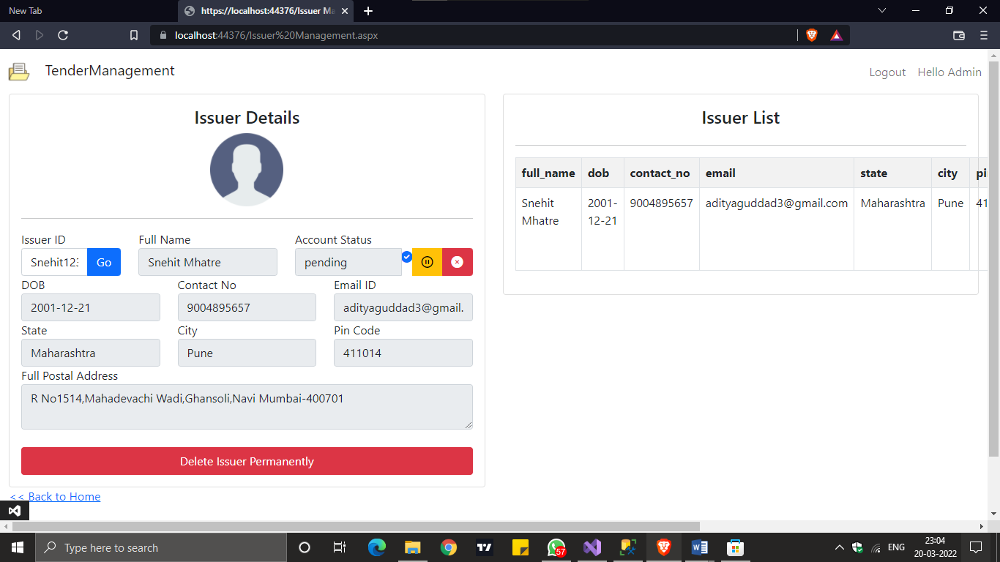 New Tab
https://localhost:44376/Issuer Ma
localhost:44376/Issuer%20Management.aspx
TenderManagement
Logout
Hello Admin
Issuer Details
Issuer ID
Full Name
Account Status
Snehit123
Go
Snehit Mhatre
pending
DOB
Contact No
Email ID
2001-12-21
9004895657
adityaguddad3@gmail.
State
City
Pin Code
Maharashtra
Pune
411014
Full Postal Address
R No1514,Mahadevachi Wadi,Ghansoli,Navi Mumbai-400701
Delete Issuer Permanently
<< Back to Home
Issuer List
full_name dob contact_no email state city pi
Snehit 2001- 9004895657 adityaguddad3@gmail.com Maharashtra Pune 41
Mhatre 12-21
Type here to search
57
ENG
23:04
20-03-2022